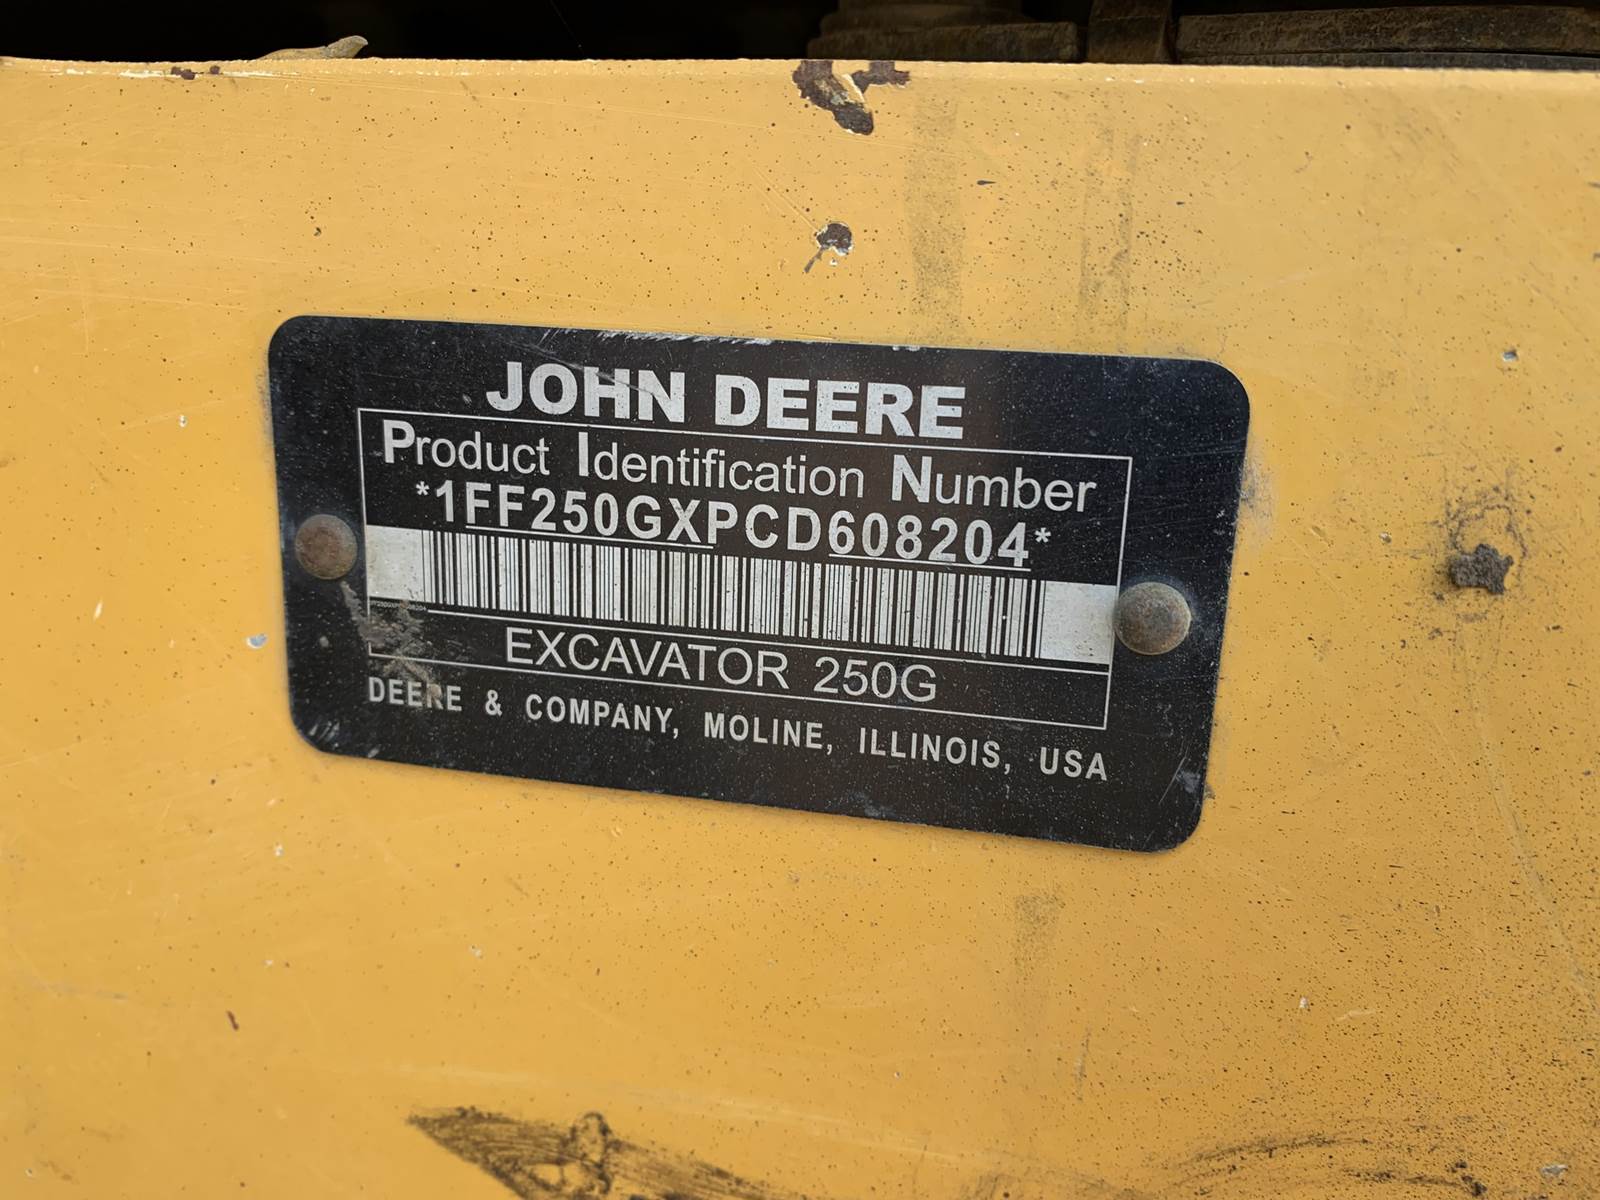 JOHN DEERE
Product Identification Number
*1FF250GXPCD608204*
EXCAVATOR 250G
DEERE & COMPANY, MOLINE, ILLINOIS, USA